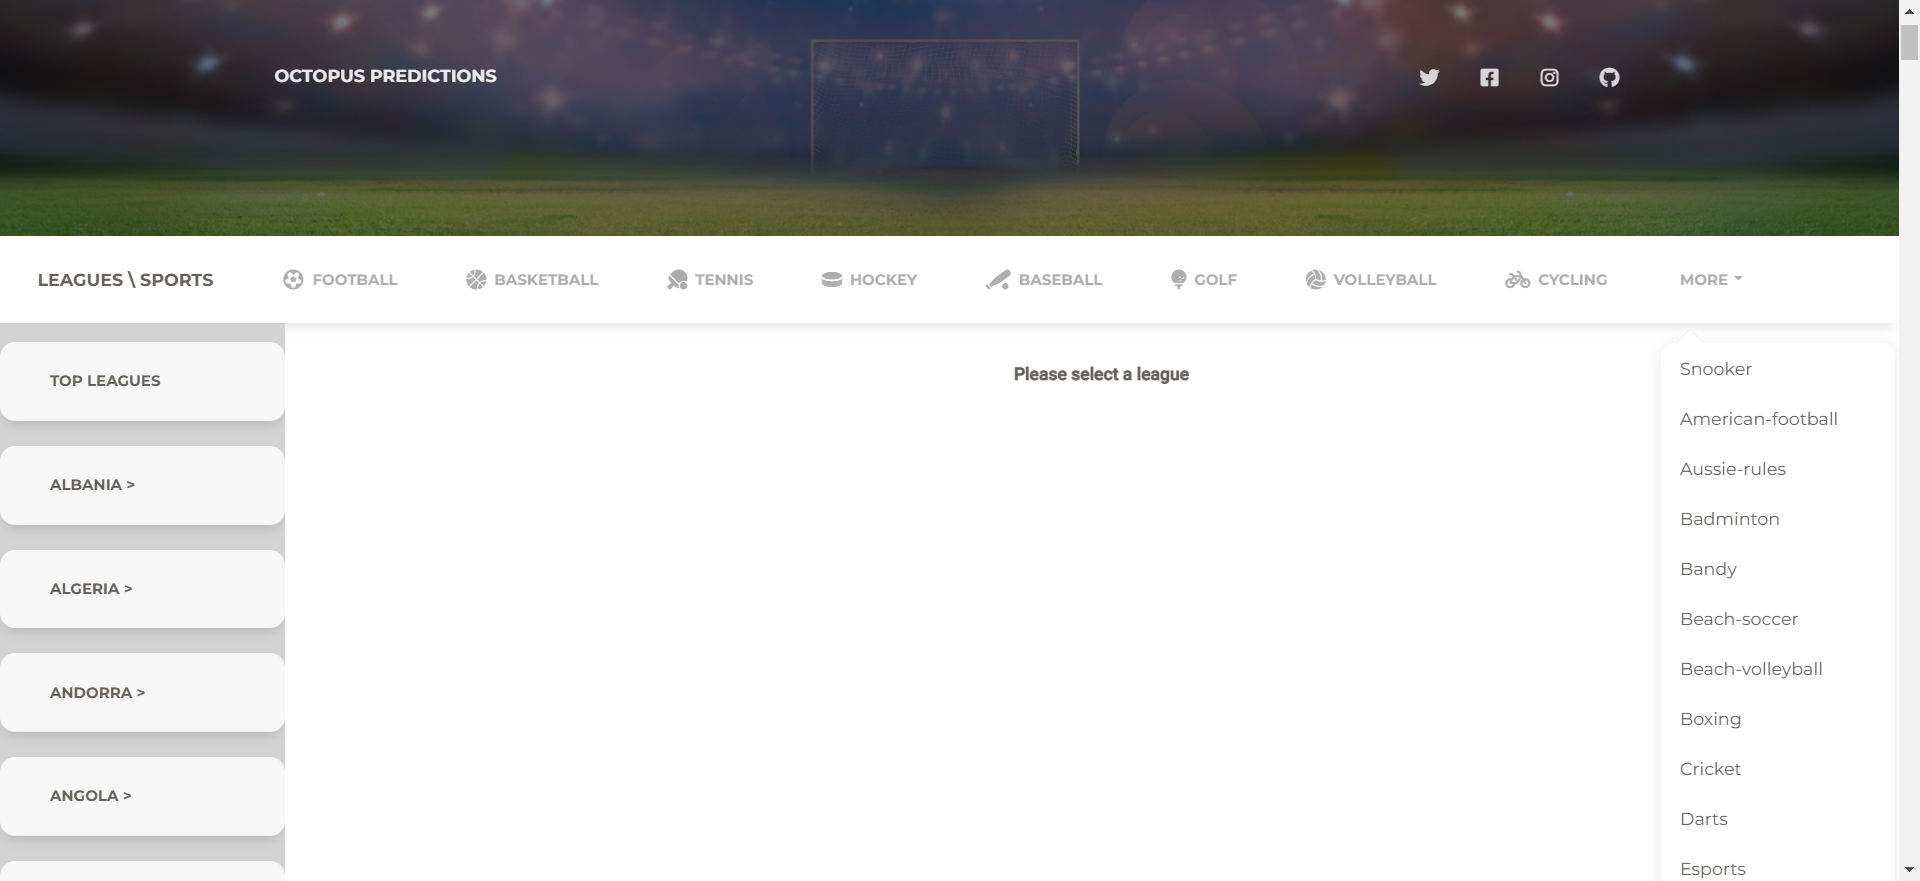 OCTOPUS PREDICTIONS
LEAGUES \ SPORTS
FOOTBALL
BASKETBALL
TENNIS
HOCKEY
BASEBALL
GOLF
VOLLEYBALL
CYCLING
MORE
TOP LEAGUES
ALBANIA >
ALGERIA >
ANDORRA >
ANGOLA >
Please select a league
Snooker
American-football
Aussie-rules
Badminton
Bandy
Beach-soccer
Beach-volleyball
Boxing
Cricket
Darts
Esports